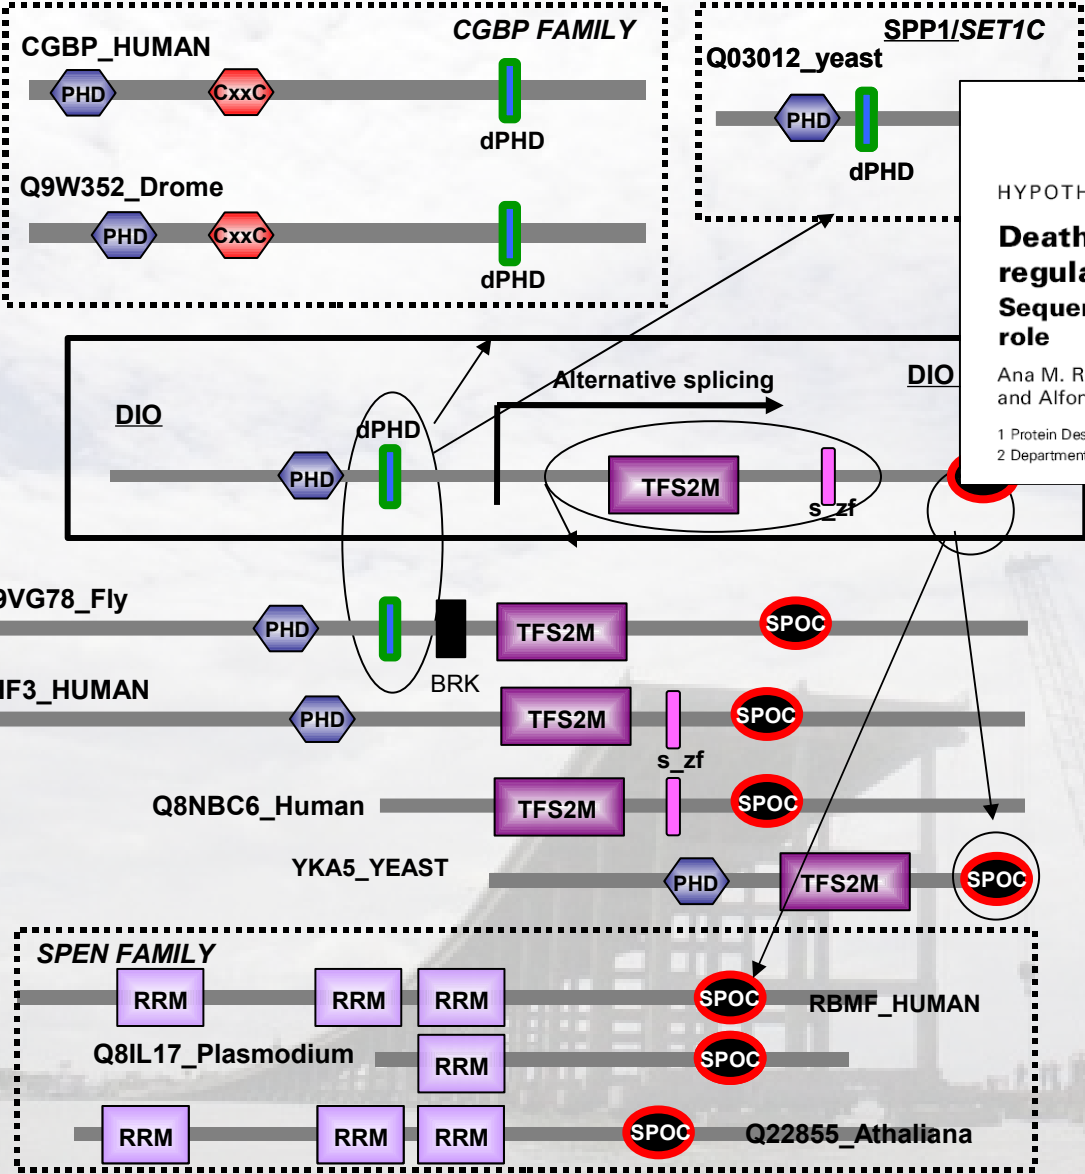 CGBP FAMILY
CGBP_HUMAN
PHD CxxC
dPHD
Q9W352_Drome
PHD CxxC
dPHD
SPP1/SET1C
Q03012_yeast
PHD
dPHD
HYPOTH
Death
regula
Sequer
role
Ana M. R
and Alfon
1 Protein Des
2 Department
DIO
Alternative splicing
DIO
dPHD
PHD
TFS2M
s_zf
9VG78_Fly
PHD
BRK
TFS2M
SPOC
HF3_HUMAN
PHD
TFS2M
s_zf
SPOC
Q8NBC6_Human
TFS2M
SPOC
YKA5_YEAST
PHD
TFS2M
SPOC
SPEN FAMILY
RRM RRM RRM SPOC
RBMF_HUMAN
Q8IL17_Plasmodium
RRM SPOC
RRM RRM RRM SPOC
Q22855_Athaliana